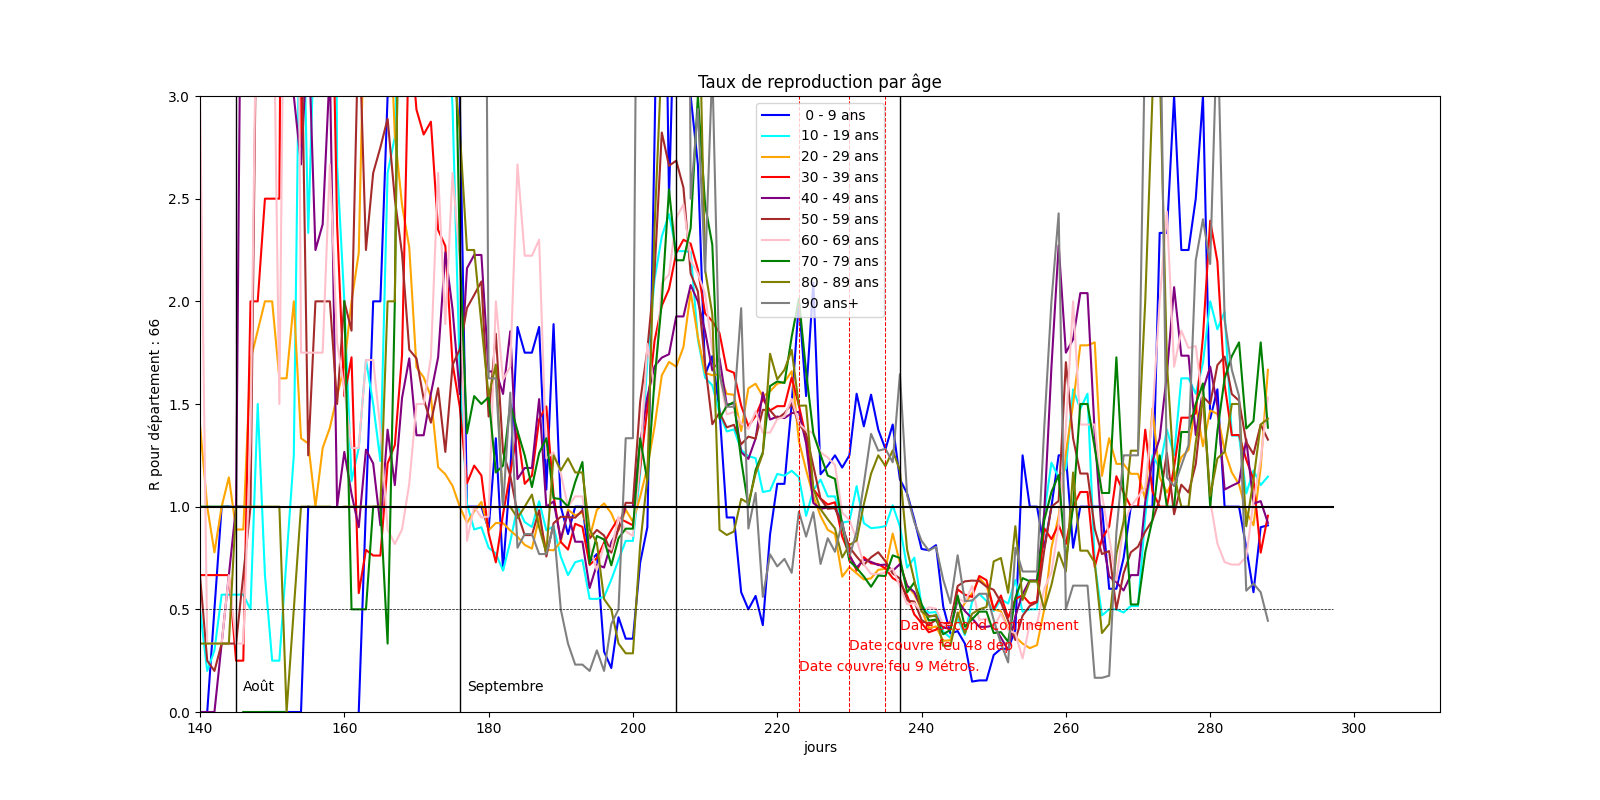 Taux de reproduction par âge
R pour département : 66
3.0
2.5
2.0
1.5
1.0
0.5
0.0
0 - 9 ans
10 - 19 ans
20 - 29 ans
30 - 39 ans
40 - 49 ans
50 - 59 ans
60 - 69 ans
70 - 79 ans
80 - 89 ans
90 ans+
Date second confinement
Date couvre feu 48 dep
Date couvre feu 9 Métros.
Août
Septembre
140
160
180
200
220
240
260
280
300
jours